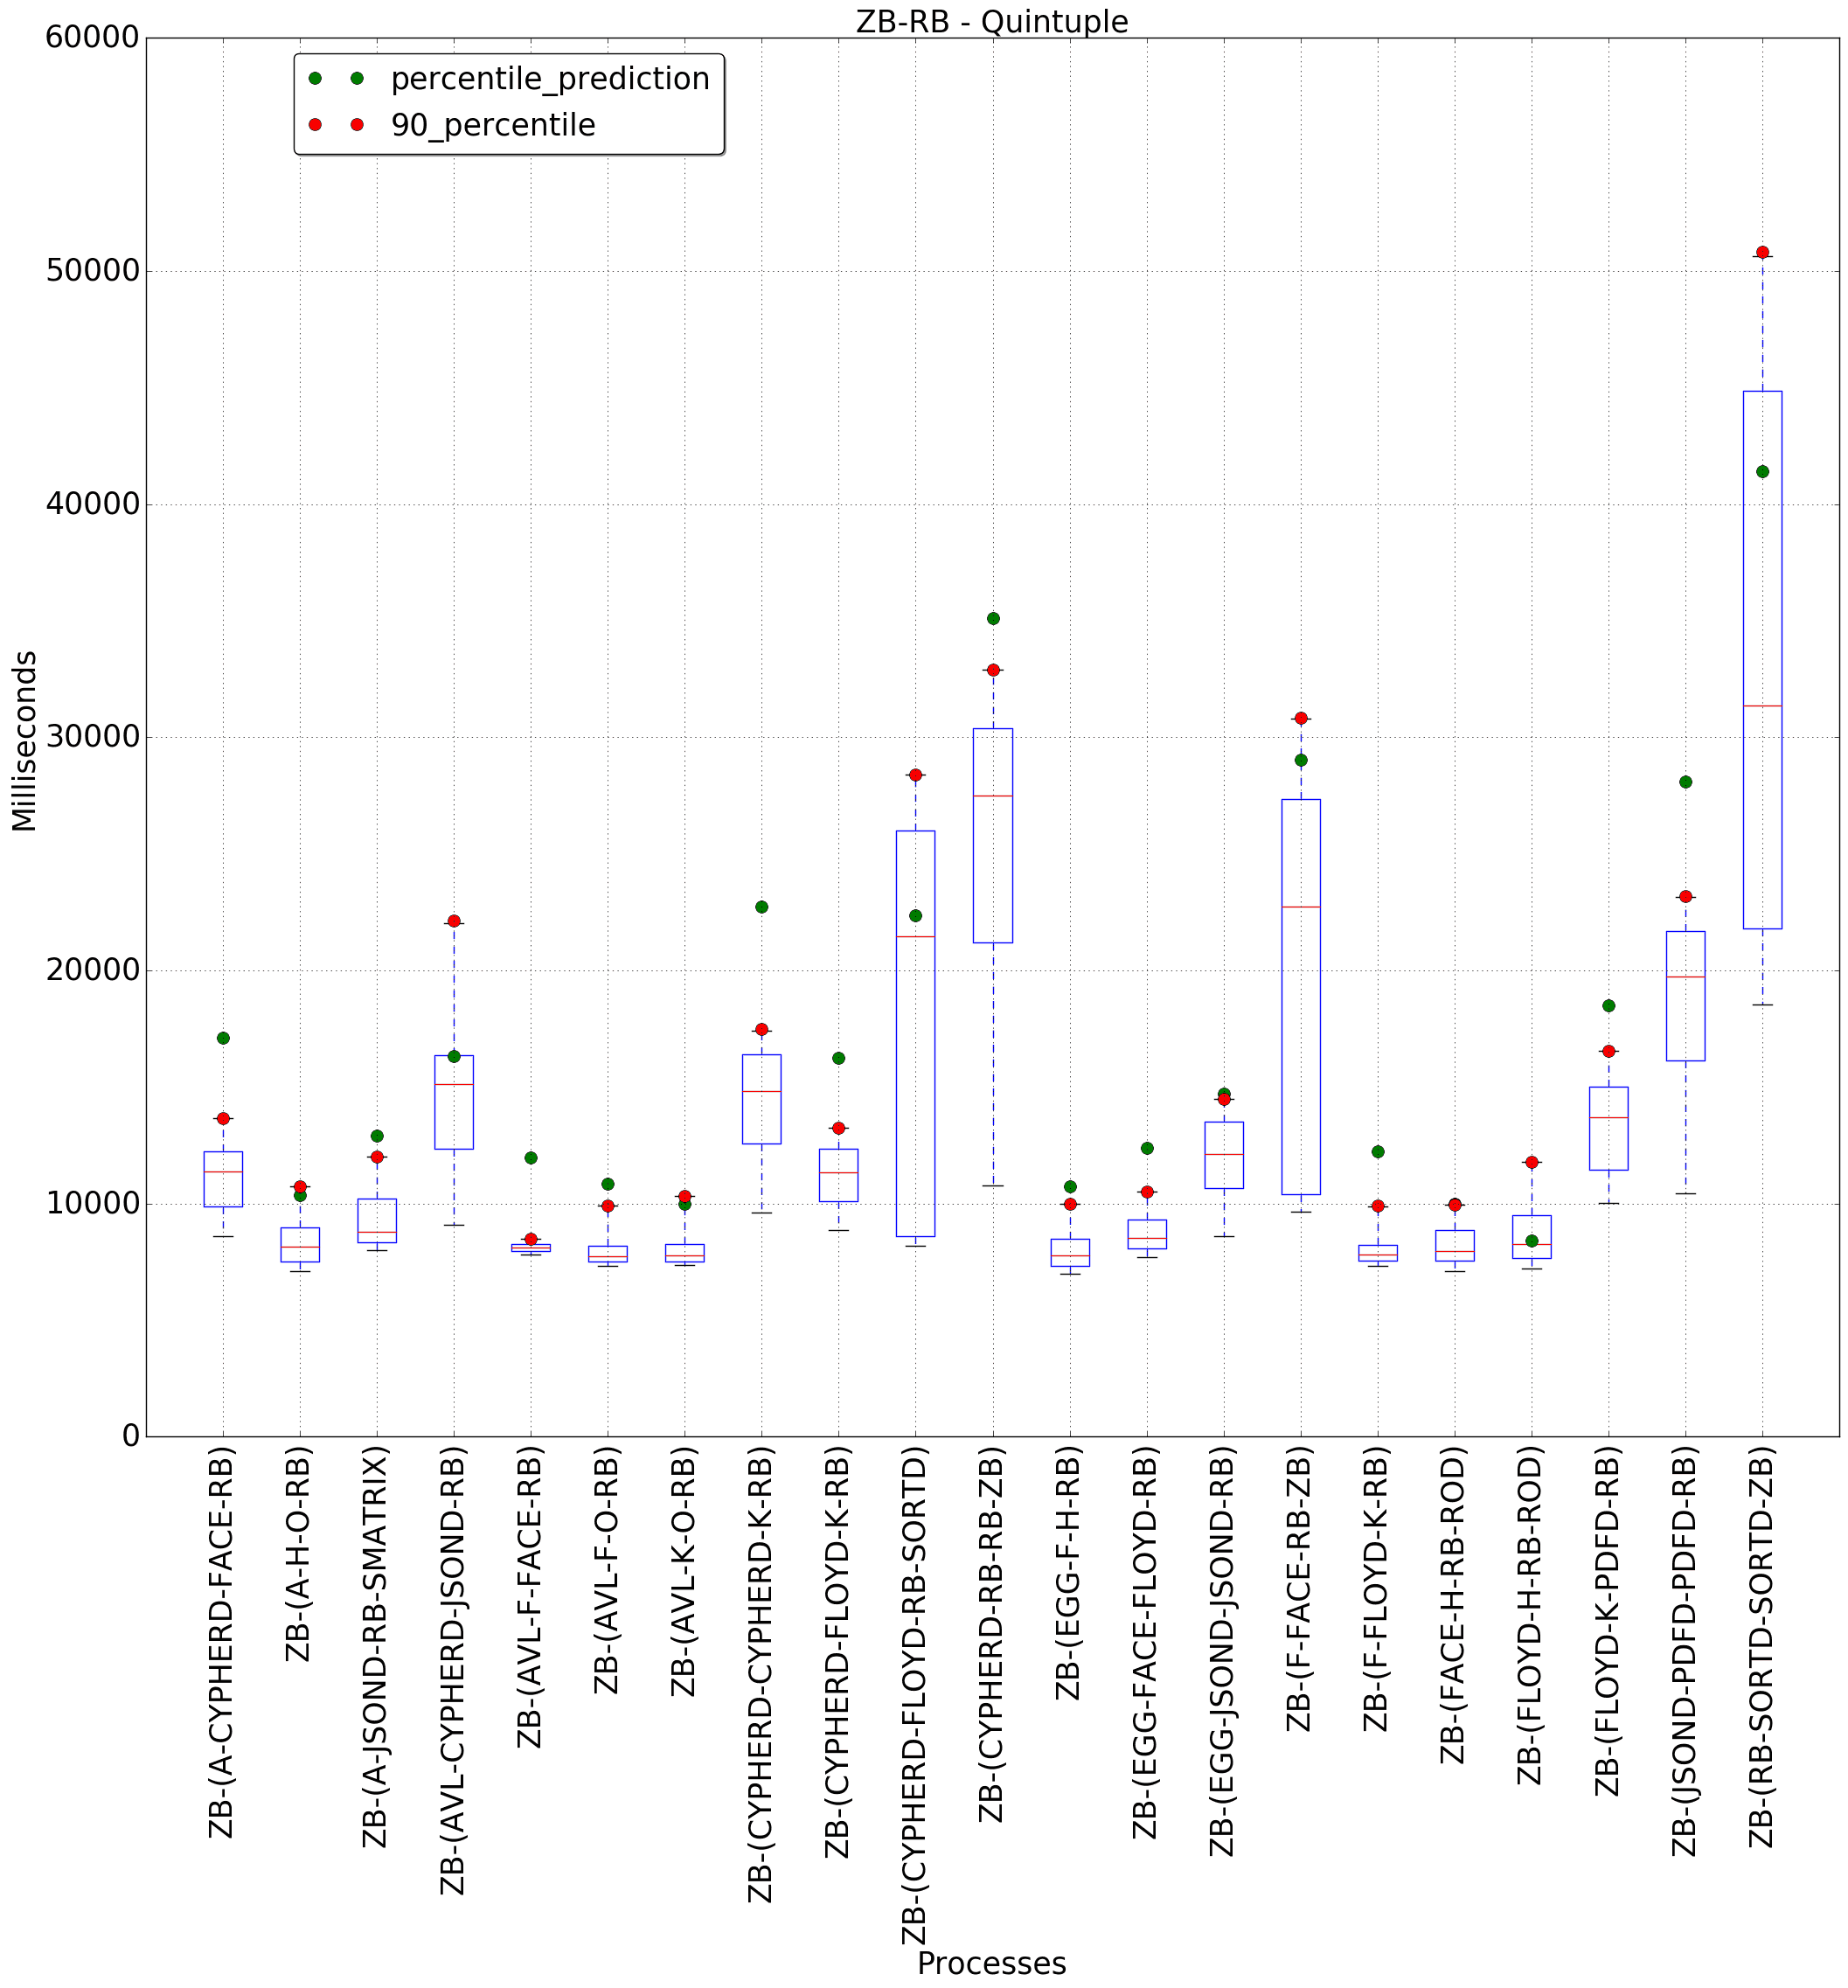 ZB-RB - Quintuple
percentile_prediction
90_percentile
60000
50000
40000
30000
20000
10000
0
Milliseconds
ZB-(A-CYPHERD-FACE-RB)
ZB-(A-H-O-RB)
ZB-(A-JSOND-RB-SMATRIX)
ZB-(AVL-CYPHERD-JSOND-RB)
ZB-(AVL-F-FACE-RB)
ZB-(AVL-F-O-RB)
ZB-(AVL-K-O-RB)
ZB-(CYPHERD-CYPHERD-K-RB)
ZB-(CYPHERD-FLOYD-K-RB)
ZB-(CYPHERD-FLOYD-RB-SORTD)
ZB-(CYPHERD-RB-RB-ZB)
ZB-(EGG-F-H-RB)
ZB-(EGG-FACE-FLOYD-RB)
ZB-(EGG-JSOND-JSOND-RB)
ZB-(F-FACE-RB-ZB)
ZB-(F-FLOYD-K-RB)
ZB-(FACE-H-RB-ROD)
ZB-(FLOYD-H-RB-ROD)
ZB-(FLOYD-K-PDFD-RB)
ZB-(JSOND-PDFD-PDFD-RB)
ZB-(RB-SORTD-SORTD-ZB)
Processes